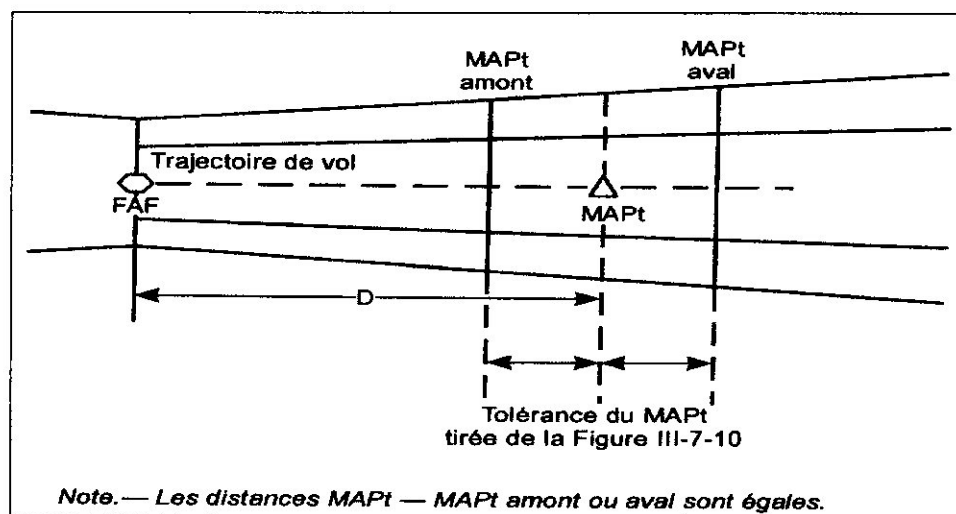 MAPt
amont
MAPt
aval
Trajectoire de vol
FAF
MAPt
D
Tolérance du MAPt
tirée de la Figure III-7-10
Note.— Les distances MAPt — MAPt amont ou aval sont égales.